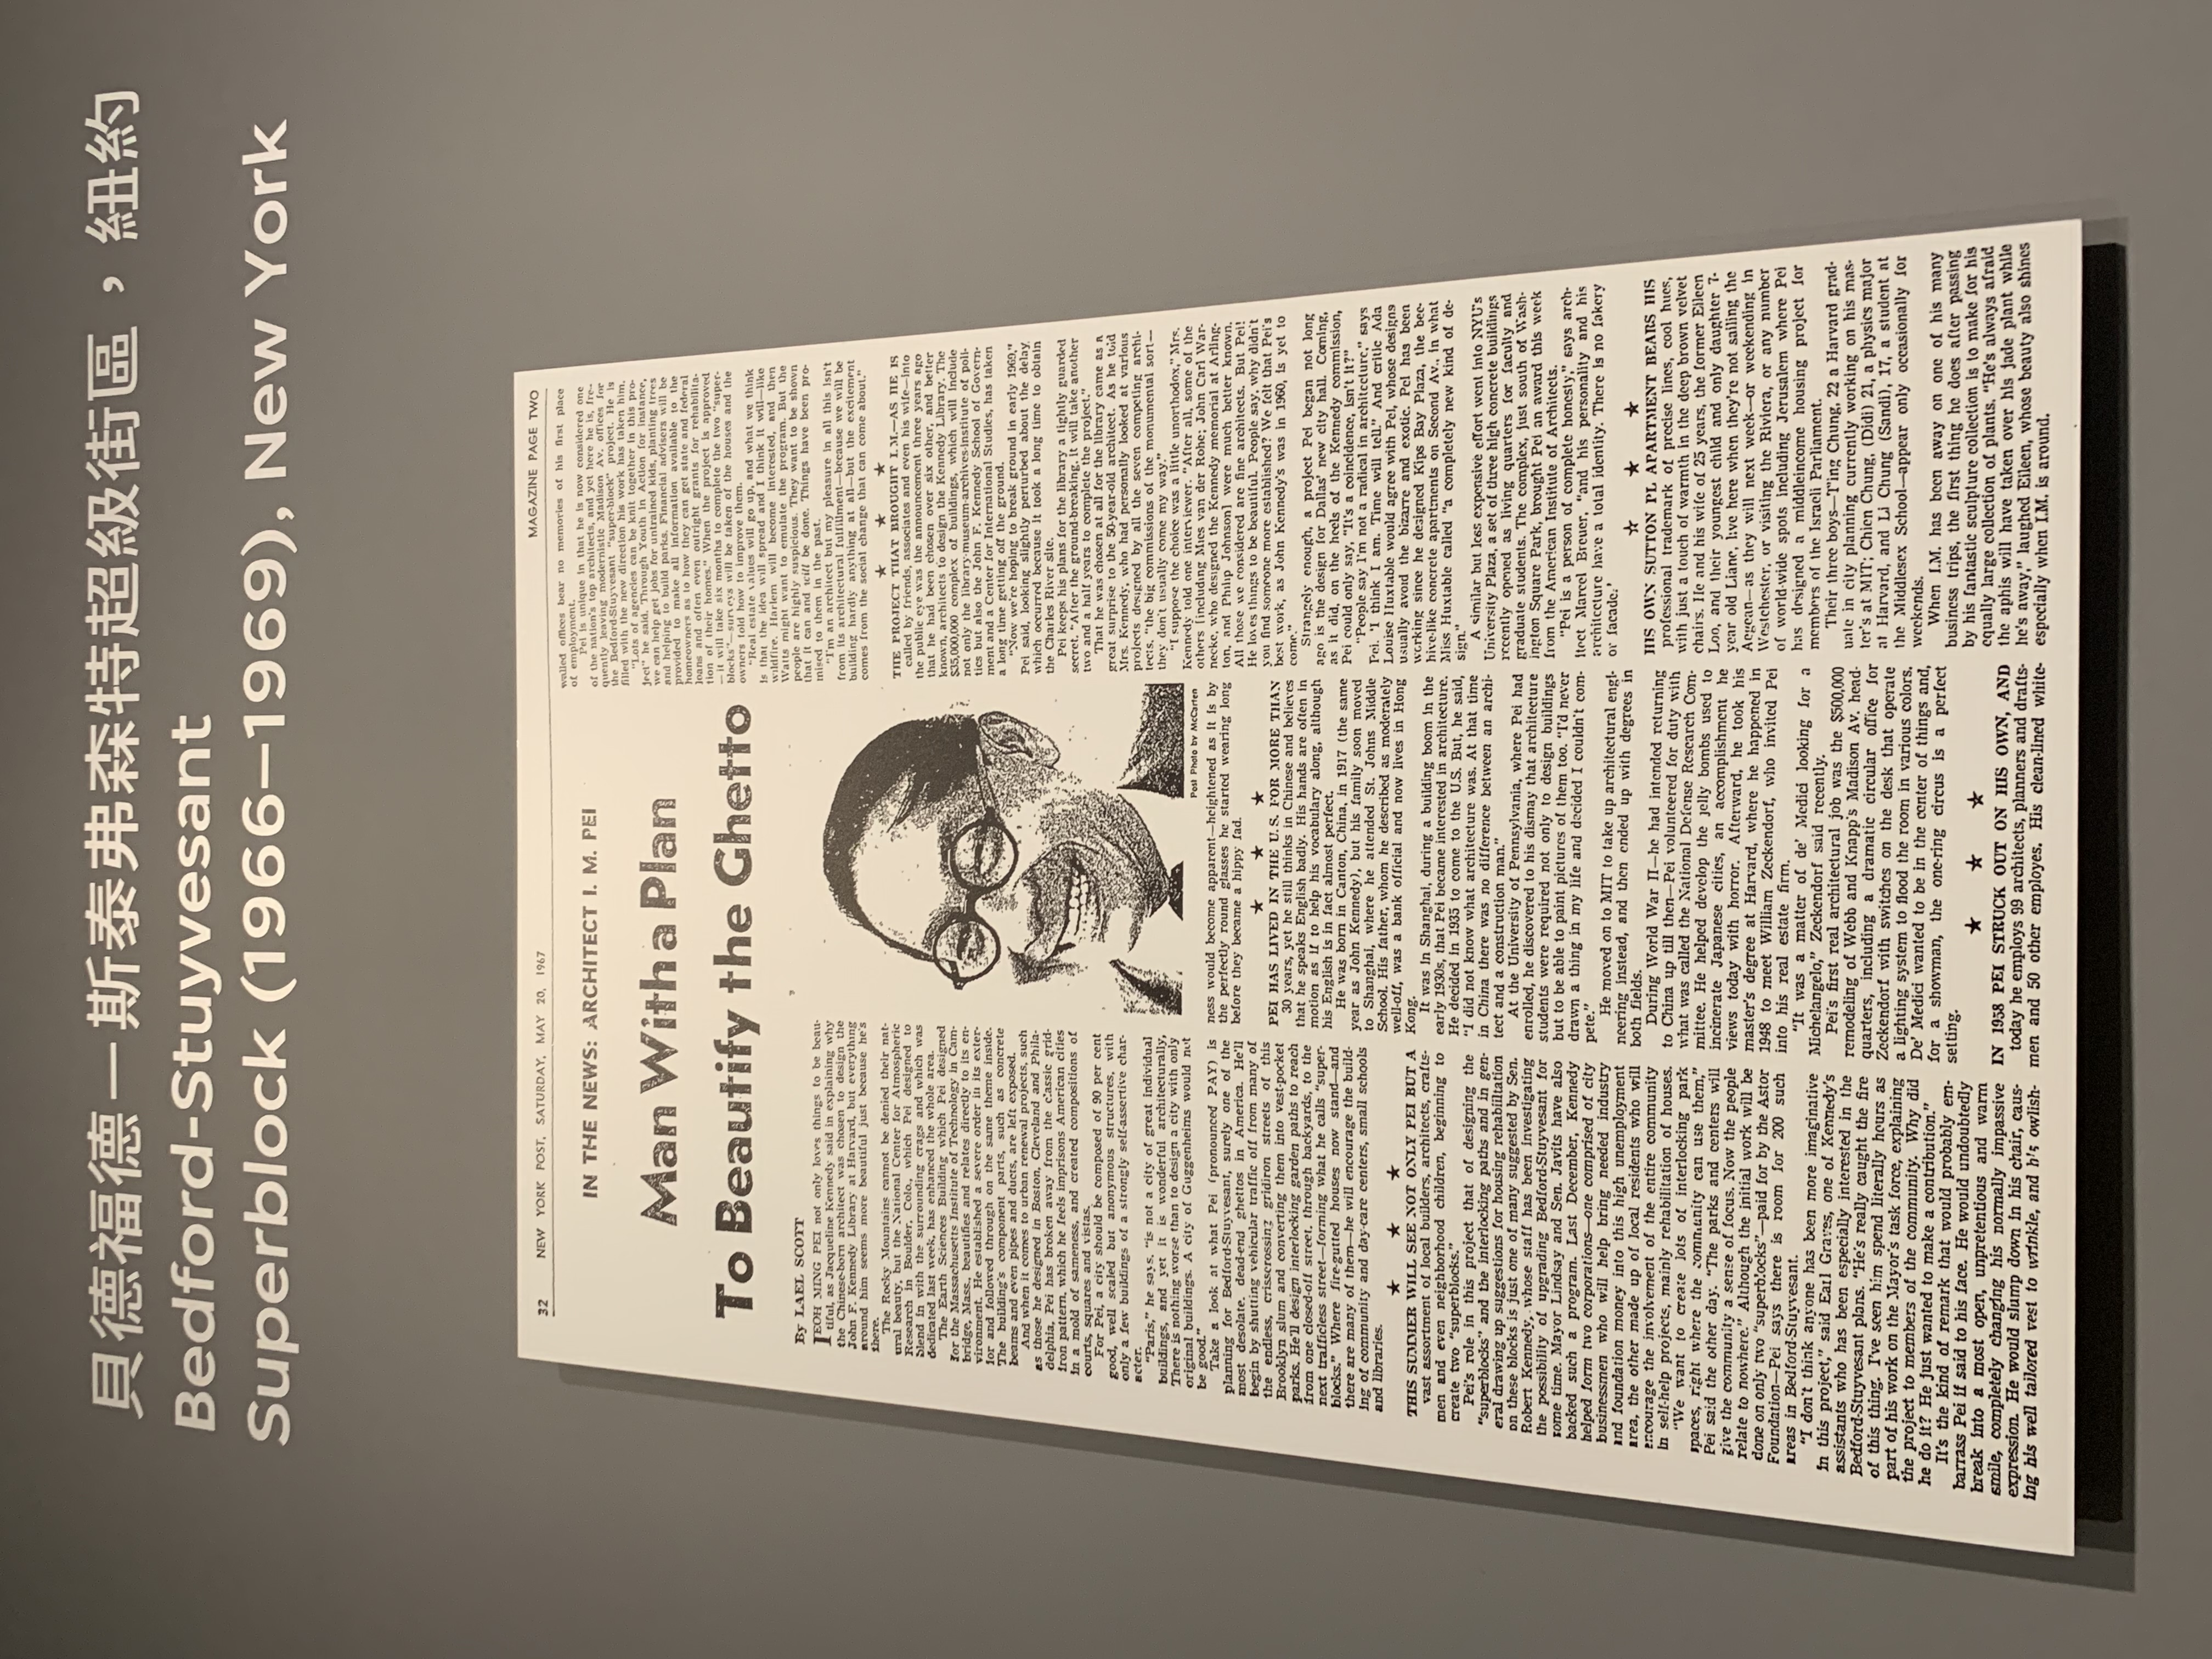 貝德福德－斯泰弗森特超級街區，紐約
Bedford-Stuyvesant
Superblock (1966–1969), New York
32 NEW YORK POST, SATURDAY, MAY 20, 1967
MAGAZINE PAGE TWO
IN THE NEWS: ARCHITECT I. M. PEI
Man With a Plan
To Beautify the Ghetto
By LAEL SCOTT
IEOH MING PEI not only loves things to be beau-
tiful, as Jacqueline Kennedy said in explaining why
the Chinese-born architect was chosen to design the
John F. Kennedy Library at Harvard, but everything
around him seems more beautiful just because he's
there.
The Rocky Mountains cannot be denied their nat-
ural beauty, but the National Center for Atmospheric
Research in Boulder, Colo., which Pei designed to
blend in with the surrounding crags and which was
dedicated last week, has enhanced the whole area.
The Earth Sciences Building which Pei designed
for the Massachusetts Institute of Technology in Cam-
bridge, Mass., beautifies and relates directly to its en-
vironment. He established a severe order in its exter-
ior and followed through on the same theme inside.
The building's component parts, such as concrete
beams and even pipes and ducts, are left exposed.
And when it comes to urban renewal projects, such
as those he designed in Boston, Cleveland and Phila-
delphia, Pei has broken away from the classic grid-
iron pattern, which he feels imprisons American cities
in a mold of sameness, and created compositions of
courts, squares and vistas.
For Pei, a city should be composed of 90 per cent
good, well scaled but anonymous structures, with
only a few buildings of a strongly self-assertive char-
acter.
"Paris," he says, "is not a city of great individual
buildings, and yet it is wonderful architecturally,
There is nothing worse than to design a city with only
original buildings. A city of Guggenheims would not
be good."
Take a look at what Pei (pronounced PAY) is
planning for Bedford-Stuyvesant, surely one of the
most desolate, dead-end ghettos in America. He'll
begin by shutting vehicular traffic off from many of
the endless, crisscrossing gridiron streets of this
Brooklyn slum and converting them into vest-pocket
parks. He'll design interlocking garden paths to reach
from one closed-off street, through backyards, to the
next trafficless street—forming what he calls "super-
blocks." Where fire-gutted houses now stand—and
there are many of them—he will encourage the build-
ing of community and day-care centers, small schools
and libraries.
★ ★ ★
THIS SUMMER WILL SEE NOT ONLY PEI BUT A
vast assortment of local builders, architects, crafts-
men and even neighborhood children, beginning to
create two "superblocks."
Pei's role in this project that of designing the
"superblocks" and the interlocking paths and in gen-
eral drawing up suggestions for housing rehabiiltation
on these blocks is just one of many suggested by Sen.
Robert Kennedy, whose staff has been investigating
the possibility of upgrading Bedford-Stuyvesant for
some time. Mayor Lindsay and Sen. Javits have also
backed such a program. Last December, Kennedy
helped form two corporations—one comprised of city
businessmen who will help bring needed industry
and foundation money into this high unemployment
area, the other made up of local residents who will
encourage the involvement of the entire community
in self-help projects, mainly rehabilitation of houses.
"We want to create lots of interlocking park
spaces, right where the community can use them,"
Pei said the other day. "The parks and centers will
give the community a sense of focus. Now the people
relate to nowhere." Although the initial work will be
done on only two "superblocks"—paid for by the Astor
Foundation—Pei says there is room for 200 such
areas in Bedford-Stuyvesant.
"I don't think anyone has been more imaginative
in this project," said Earl Graves, one of Kennedy's
assistants who has been especially interested in the
Bedford-Stuyvesant plans. "He's really caught the fire
of this thing. I've seen him spend literally hours as
part of his work on the Mayor's task force, explaining
the project to members of the community. Why did
he do it? He just wanted to make a contribution."
It's the kind of remark that would probably em-
barrass Pei if said to his face. He would undoubtedly
break into a most open, unpretentious and warm
smile, completely changing his normally impassive
expression. He would slump down in his chair, caus-
ing his well tailored vest to wrinkle, and his owlish-
Post Photo by McCarten
ness would become apparent—heightened as it is by
the perfectly round glasses he started wearing long
before they became a hippy fad.
★ ★ ★
PEI HAS LIVED IN THE U.S. FOR MORE THAN
30 years, yet he still thinks in Chinese and believes
that he speaks English badly. His hands are often in
motion as if to help his vocabulary along, although
his English is in fact almost perfect.
He was born in Canton, China, in 1917 (the same
year as John Kennedy), but his family soon moved
to Shanghai, where he attended St. Johns Middle
School. His father, whom he described as moderately
well-off, was a bank official and now lives in Hong
Kong.
It was in Shanghai, during a building boom in the
early 1930s, that Pei became interested in architecture.
He decided in 1935 to come to the U.S. But, he said,
"I did not know what architecture was. At that time
in China there was no difference between an archi-
tect and a construction man."
At the University of Pennsylvania, where Pei had
enrolled, he discovered to his dismay that architecture
students were required not only to design buildings
but to be able to paint pictures of them too. "I'd never
drawn a thing in my life and decided I couldn't com-
pete."
He moved on to MIT to take up architectural engi-
neering instead, and then ended up with degrees in
both fields.
During World War II—he had intended returning
to China up till then—Pei volunteered for duty with
what was called the National Defense Research Com-
mittee. He helped develop the jelly bombs used to
incinerate Japanese cities, an accomplishment he
views today with horror. Afterward, he took his
master's degree at Harvard, where he happened in
1948 to meet William Zeckendorf, who invited Pei
into his real estate firm.
"It was a matter of de' Medici looking for a
Michelangelo," Zeckendorf said recently.
Pei's first real architectural job was the $500,000
remodeling of Webb and Knapp's Madison Av. head-
quarters, including a dramatic circular office for
Zeckendorf with switches on the desk that operate
a lighting system to flood the room in various colors.
De' Medici wanted to be in the center of things and,
for a showman, the one-ring circus is a perfect
setting.
★ ★ ★
IN 1958 PEI STRUCK OUT ON HIS OWN, AND
today he employs 99 architects, planners and drafts-
men and 50 other employes. His clean-lined white-
walled offices bear no memories of his first place
of employment.
Pei is unique in that he is now considered one
of the nation's top architects, and yet here he is, fre-
quently leaving modernistic Madison Av. offices for
the Bedford-Stuyvesant "super-block" project. He is
filled with the new direction his work has taken him.
"Lots of agencies can be knit together in this pro-
ject" he said. Through Youth in Action for instance,
we can help get jobs for untrained kids, planting trees
and helping to build parks. Financial advisers will be
provided to make all information available to the
homeowners as to how they can get state and federal
loans and often even outright grants for rehabilita-
tion of their homes." When the project is approved
—it will take six months to complete the two "super-
blocks"—surveys will be taken of the houses and the
owners told how to improve them.
"Real estate values will go up, and what we think
is that the idea will spread and I think it will—like
wildfire. Harlem will become interested, and then
Watts might want to emulate the program. But the
people are highly suspicious. They want to be shown
that it can and will be done. Things have been pro-
mised to them in the past.
"I'm an architect but my pleasure in all this isn't
from its architectural fulfillment—because we will be
building hardly anything at all—but the excitement
comes from the social change that can come about."
★ ★ ★
THE PROJECT THAT BROUGHT I.M.—AS HE IS
called by friends, associates and even his wife—into
the public eye was the announcement three years ago
that he had been chosen over six other, and better
known, architects to design the Kennedy Library. The
$35,000,000 complex of buildings, which will include
not only the library-museum-archives-institute of poli-
tics but also the John F. Kennedy School of Govern-
ment and a Center for International Studies, has taken
a long time getting off the ground.
"Now we're hoping to break ground in early 1969,"
Pei said, looking slightly perturbed about the delay,
which occurred because it took a long time to obtain
the Charles River site.
Pei keeps his plans for the library a tightly guarded
secret. "After the ground-breaking, it will take another
two and a half years to complete the project."
That he was chosen at all for the library came as a
great surprise to the 50-year-old architect. As he told
Mrs. Kennedy, who had personally looked at various
projects designed by all the seven competing archi-
tects, "the big commissions of the monumental sort—
they don't usually come my way."
"I suppose the choice was a little unorthodox," Mrs.
Kennedy told one interviewer. "After all, some of the
others [including Mies van der Rohe; John Carl War-
necke, who designed the Kennedy memorial at Arling-
ton, and Philip Johnson] were much better known.
All those we considered are fine architects. But Pei!
He loves things to be beautiful. People say, why didn't
you find someone more established? We felt that Pei's
best work, as John Kennedy's was in 1960, is yet to
come."
Strangely enough, a project Pei began not long
ago is the design for Dallas' new city hall. Coming,
as it did, on the heels of the Kennedy commission,
Pei could only say, "It's a coincidence, isn't it?"
"People say I'm not a radical in architecture," says
Pei. 'I think I am. Time will tell." And critic Ada
Louise Huxtable would agree with Pei, whose designs
usually avoid the bizarre and exotic. Pei has been
working since he designed Kips Bay Plaza, the bee-
hive-like concrete apartments on Second Av., in what
Miss Huxtable called "a completely new kind of de-
sign."
A similar but less expensive effort went into NYU's
University Plaza, a set of three high concrete buildings
recently opened as living quarters for faculty and
graduate students. The complex, just south of Wash-
ington Square Park, brought Pei an award this week
from the American Institute of Architects.
"Pei is a person of complete honesty," says arch-
itect Marcel Breuer, "and his personality and his
architecture have a total identity. There is no fakery
or facade.'
★ ★ ★
HIS OWN SUTTON PL APARTMENT BEARS HIS
professional trademark of precise lines, cool hues,
with just a touch of warmth in the deep brown velvet
chairs. He and his wife of 25 years, the former Eileen
Loo, and their youngest child and only daughter 7-
year old Liane, live here when they're not sailing the
Aegean—as they will next week—or weekending in
Westchester, or visiting the Riviera, or any number
of world-wide spots including Jerusalem where Pei
has designed a middleincome housing project for
members of the Israeli Parliament.
Their three boys—T'ing Chung, 22 a Harvard grad-
uate in city planning currently working on his mas-
ter's at MIT; Chien Chung, (Didi) 21, a physics major
at Harvard, and Li Chung (Sandi), 17, a student at
the Middlesex School—appear only occasionally for
weekends.
When I.M. has been away on one of his many
business trips, the first thing he does after passing
by his fantastic sculpture collection is to make for his
equally large collection of plants. "He's always afraid
the aphis will have taken over his jade plant while
he's away," laughed Eileen, whose beauty also shines
especially when I.M. is around.